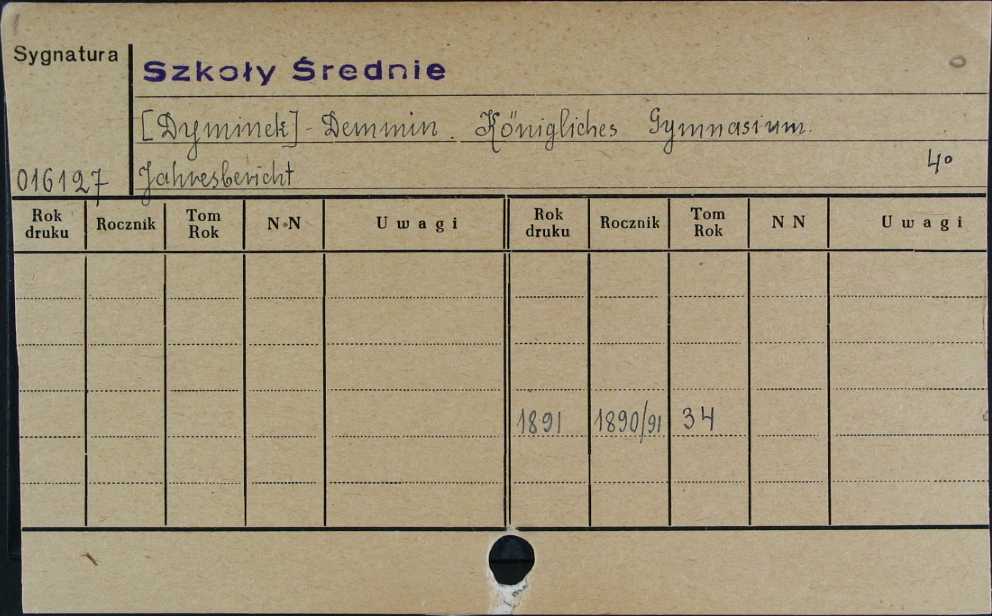 Sygnatura
Szkoły Średnie
[Dyminek] - Demmin. Königliches Gymnasium.
4°
016127 Jahresbericht
Rok druku Rocznik Tom Rok N N Uwagi Rok druku Rocznik Tom Rok N N Uwagi
1891 1890/91 34